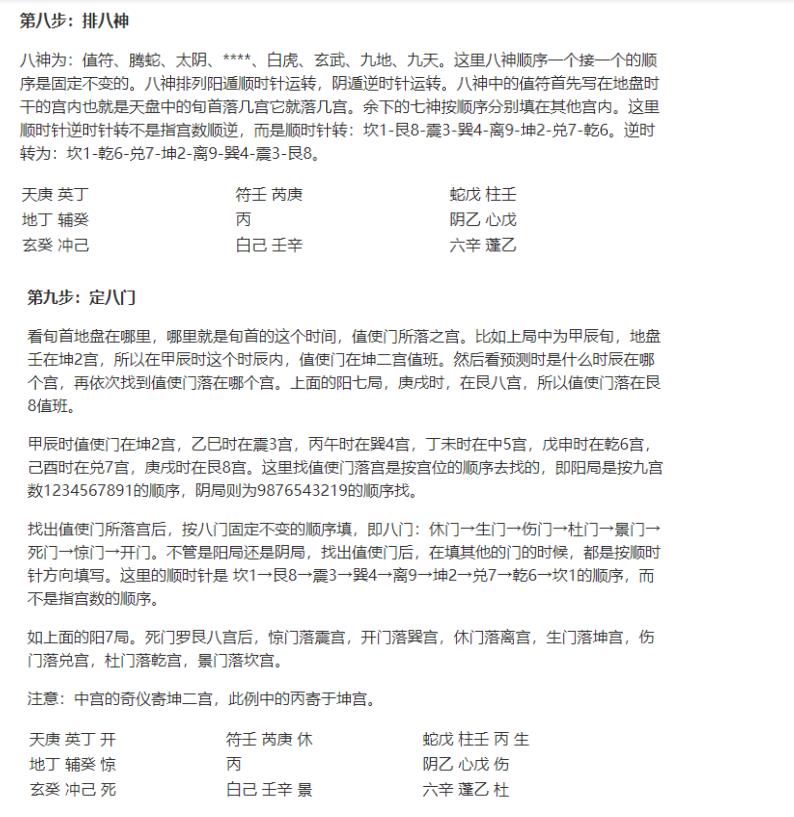 第八步：排八神
八神为：值符、腾蛇、太阴、****、白虎、玄武、九地、九天。这里八神顺序一个接一个的顺
序是固定不变的。八神排列阳遁顺时针运转，阴遁逆时针运转。八神中的值符首先写在地盘时
干的宫内也就是天盘中的旬首落几宫它就落几宫。余下的七神按顺序分别填在其他宫内。这里
顺时针逆时针转不是指宫数顺逆，而是顺时针转：坎1-艮8-震3-巽4-离9-坤2-兑7-乾6。逆时
转为：坎1-乾6-兑7-坤2-离9-巽4-震3-艮8。
天庚 英丁 符壬 芮庚 蛇戊 柱壬
地丁 辅癸 丙 阴乙 心戊
玄癸 冲己 白己 壬辛 六辛 蓬乙
第九步：定八门
看旬首地盘在哪里，哪里就是旬首的这个时间，值使门所落之宫。比如上局中为甲辰旬，地盘
壬在坤2宫，所以在甲辰时这个时辰内，值使门在坤二宫值班。然后看预测时是什么时辰在哪
个宫，再依次找到值使门落在哪个宫。上面的阳七局，庚戌时，在艮八宫，所以值使门落在艮
8值班。
甲辰时值使门在坤2宫，乙巳时在震3宫，丙午时在巽4宫，丁未时在中5宫，戊申时在乾6宫，
己酉时在兑7宫，庚戌时在艮8宫。这里找值使门落宫是按宫位的顺序去找的，即阳局是按九宫
数1234567891的顺序，阴局则为9876543219的顺序找。
找出值使门所落宫后，按八门固定不变的顺序填，即八门：休门→生门→伤门→杜门→景门→
死门→惊门→开门。不管是阳局还是阴局，找出值使门后，在填其他的门的时候，都是按顺时
针方向填写。这里的顺时针是 坎1→艮8→震3→巽4→离9→坤2→兑7→乾6→坎1的顺序，而
不是指宫数的顺序。
如上面的阳7局。死门罗艮八宫后，惊门落震宫，开门落巽宫，休门落离宫，生门落坤宫，伤
门落兑宫，杜门落乾宫，景门落坎宫。
注意：中宫的奇仪寄坤二宫，此例中的丙寄于坤宫。
天庚 英丁 开 符壬 芮庚 休 蛇戊 柱壬 丙 生
地丁 辅癸 惊 丙 阴乙 心戊 伤
玄癸 冲己 死 白己 壬辛 景 六辛 蓬乙 杜